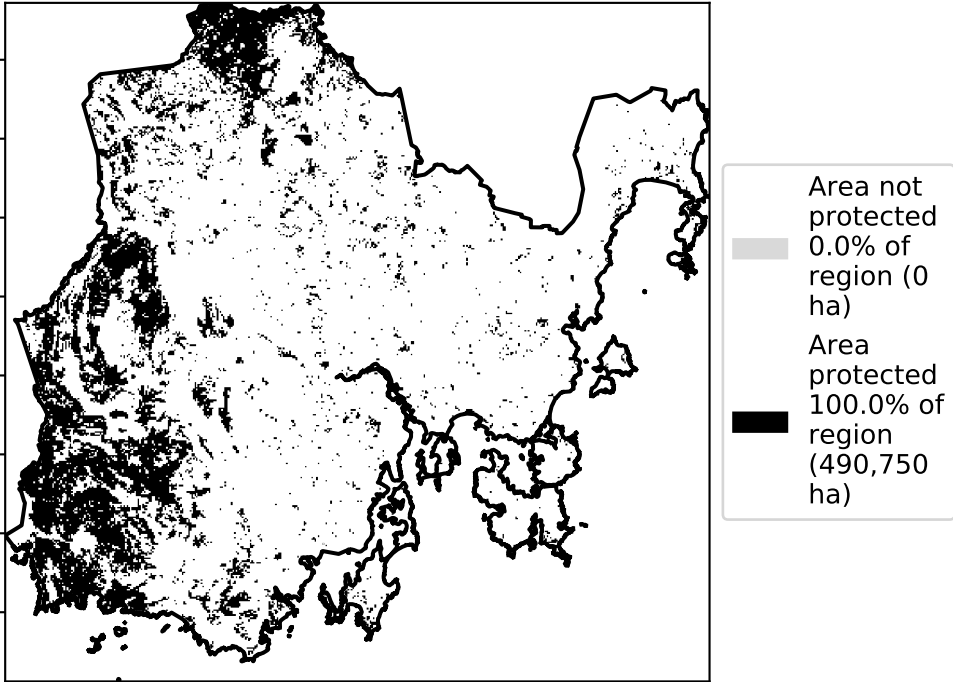 Area not
protected
0.0% of
region (0
ha)
Area
protected
100.0% of
region
(490,750
ha)